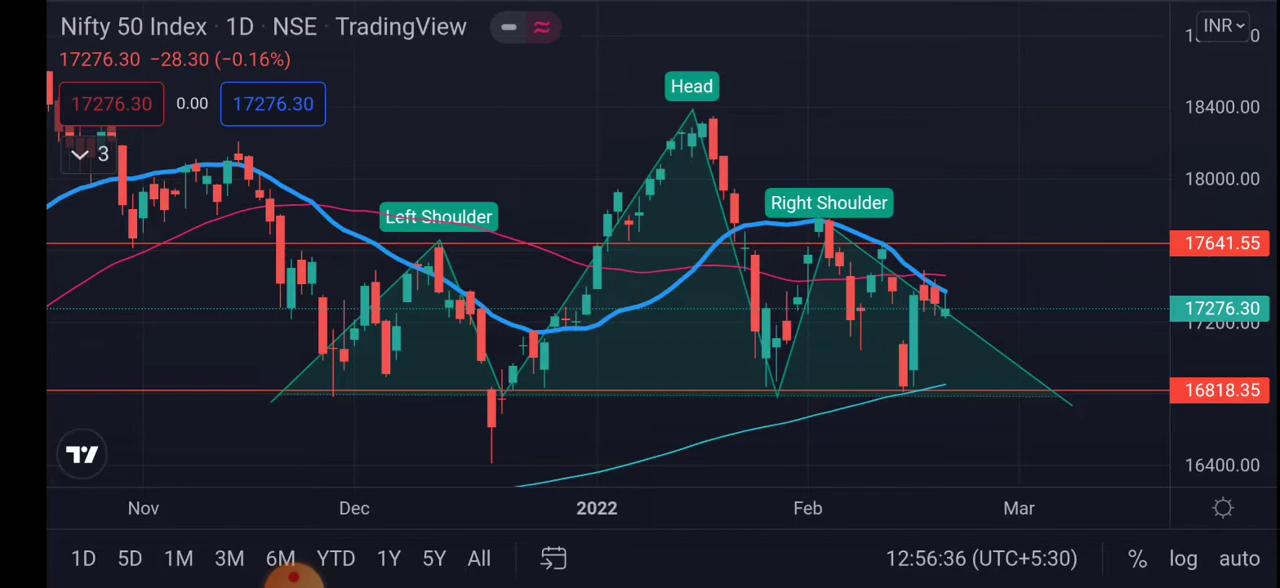 Nifty 50 Index · 1D · NSE · TradingView
INR
17276.30 −28.30 (−0.16%)
17276.30 0.00 17276.30
3
Head
18400.00
Right Shoulder
18000.00
Left Shoulder
17641.55
17276.30
17200.00
16818.35
16400.00
Nov Dec 2022 Feb Mar
1D 5D 1M 3M 6M YTD 1Y 5Y All 12:56:36 (UTC+5:30) % log auto